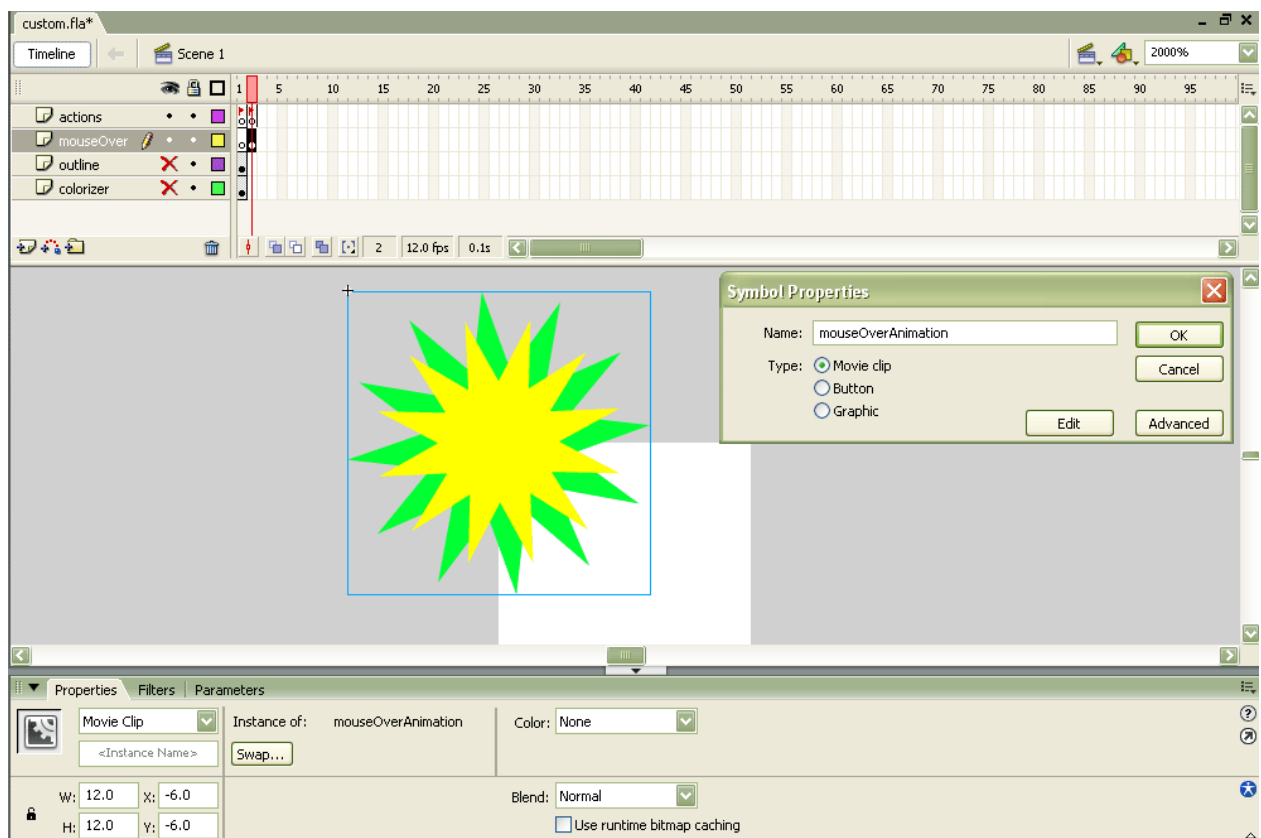 custom.fla*
Timeline Scene 1 2000%
1 5 10 15 20 25 30 35 40 45 50 55 60 65 70 75 80 85 90 95
actions
mouseOver
outline
colorizer
2 12.0 fps 0.1s
Symbol Properties
Name: mouseOverAnimation OK
Type: Movie clip Cancel
Button
Graphic
Edit Advanced
Properties Filters Parameters
Movie Clip Instance of: mouseOverAnimation Color: None
<Instance Name> Swap...
W: 12.0 X: -6.0 Blend: Normal
H: 12.0 Y: -6.0 Use runtime bitmap caching